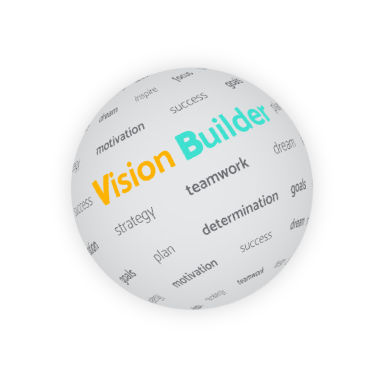 focus
inspire
goals
dream
success
motivation
Vision Builder
dream
success
teamwork
goals
strategy
determination
dream
plan
success
goals
motivation
teamwork